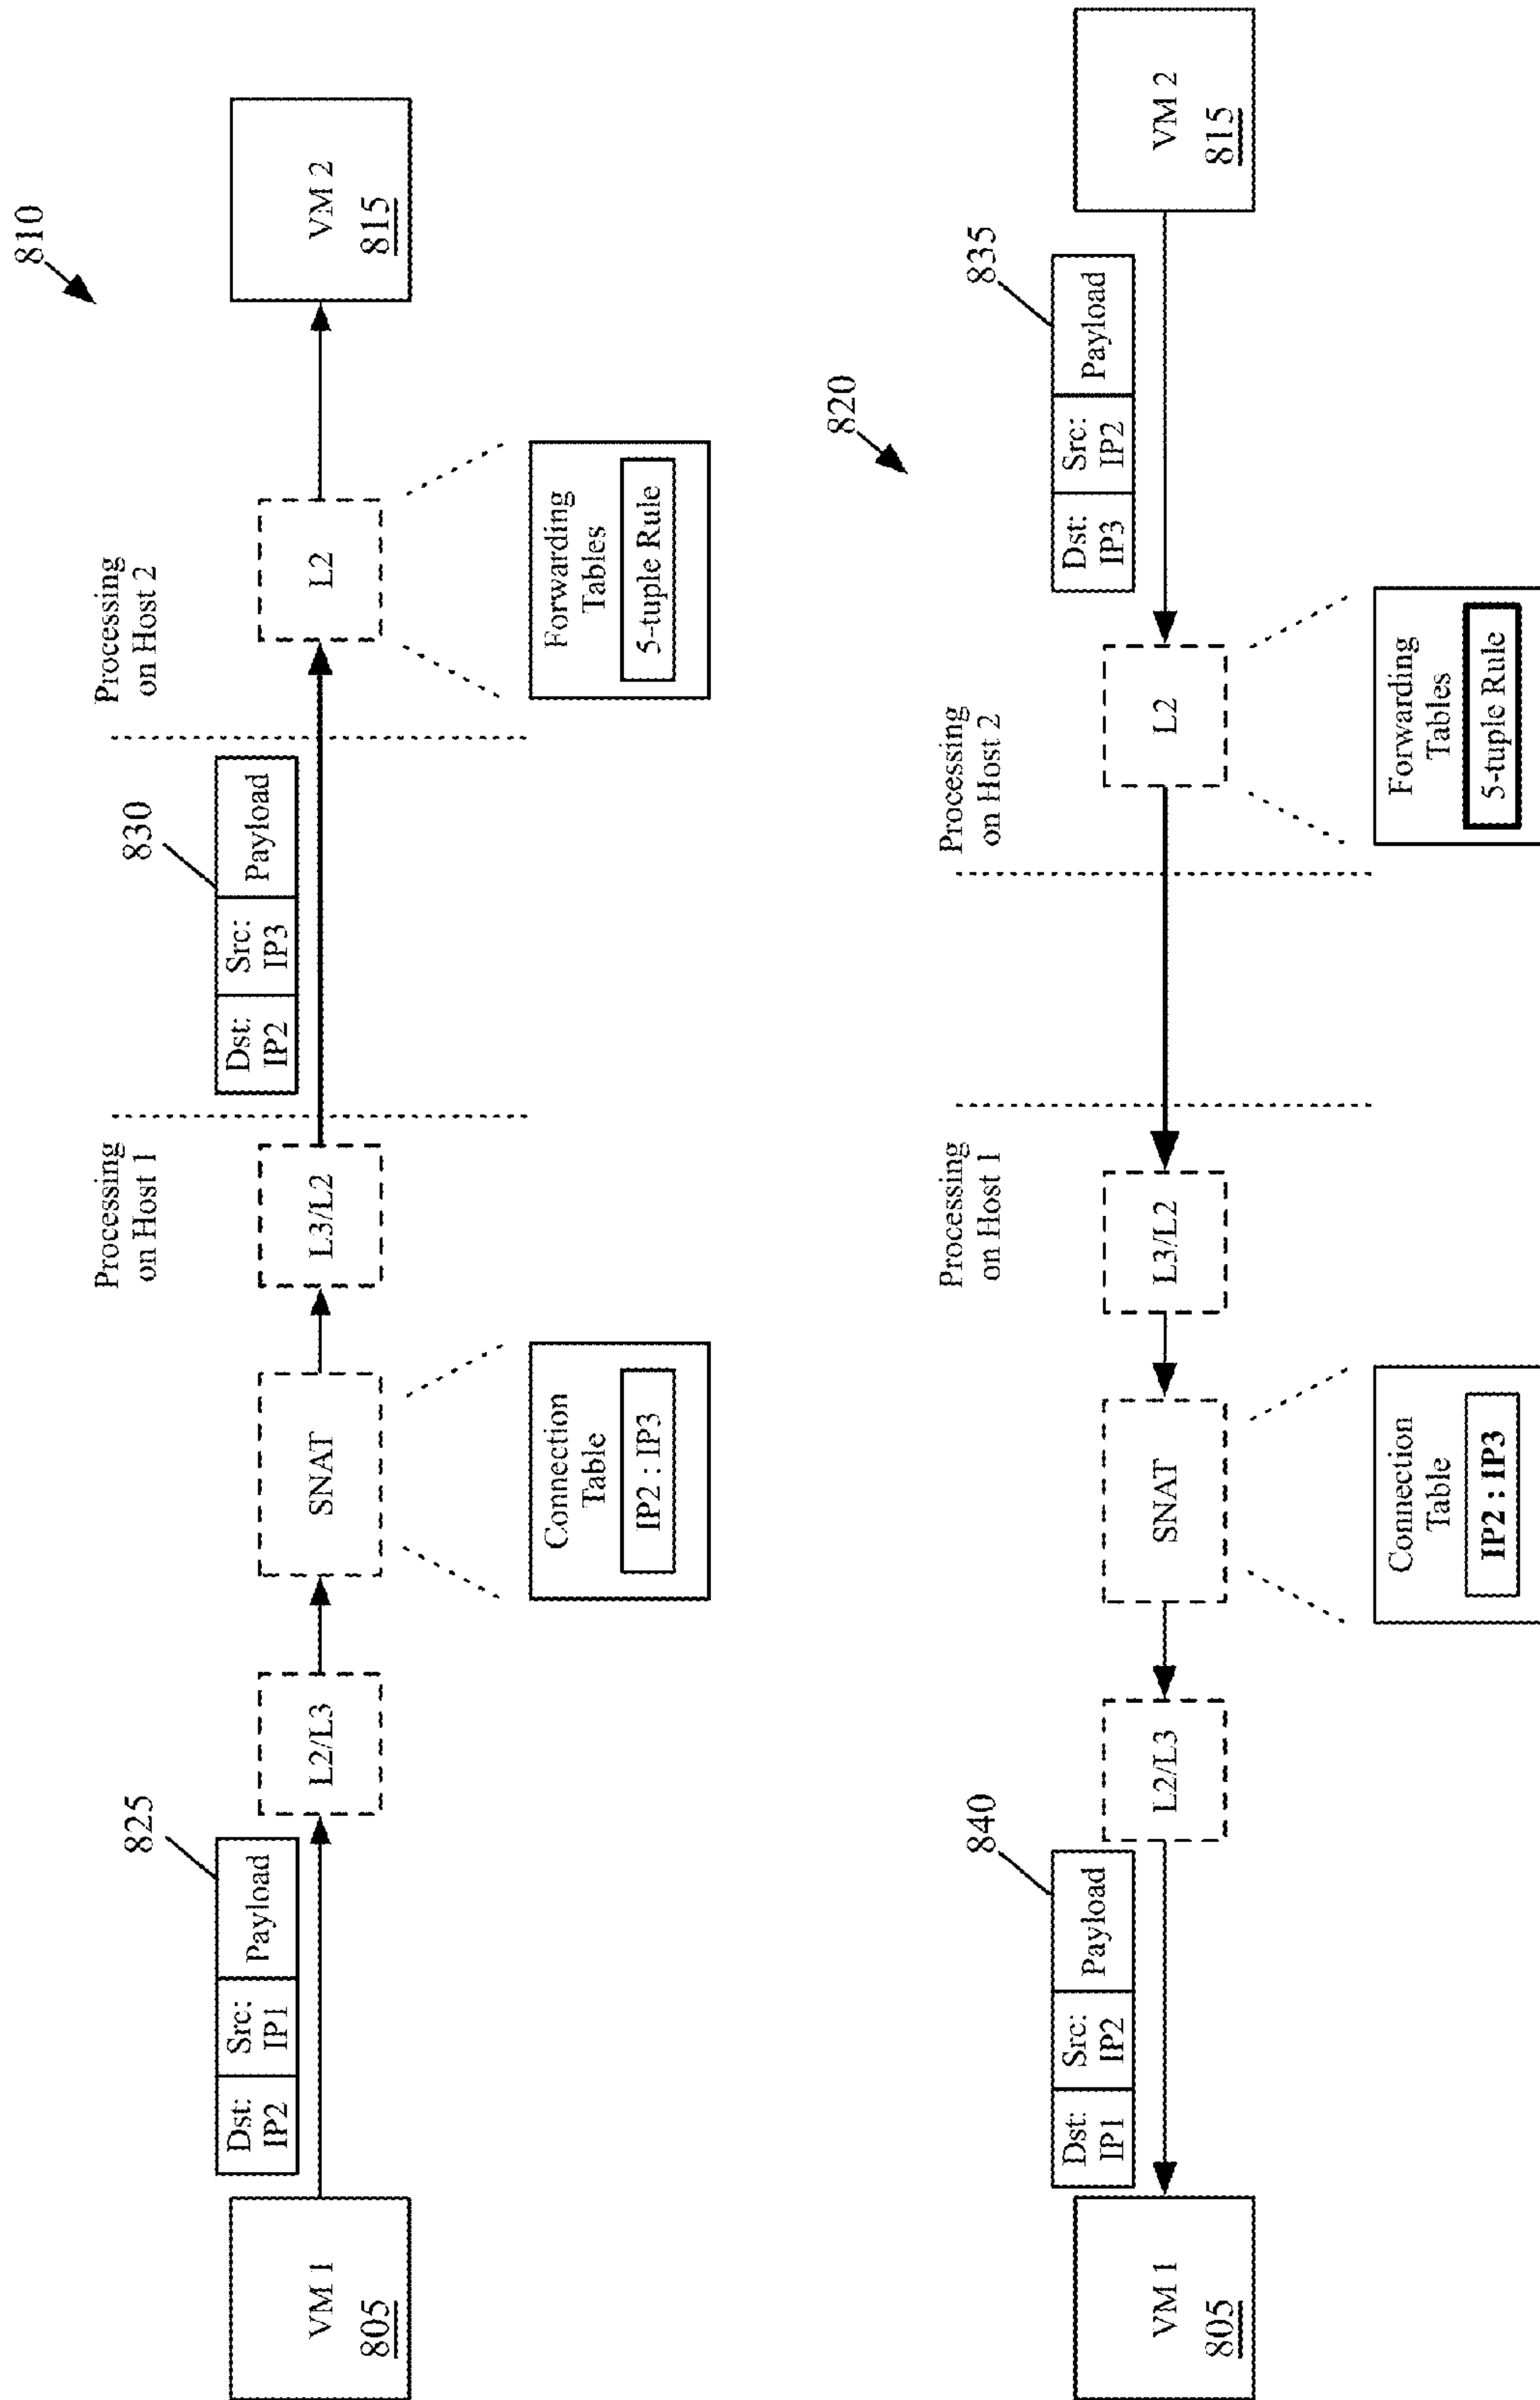 810
Processing
on Host 1
Processing
on Host 2
825
Dst:
IP2
Src:
IP1
Payload
830
Dst:
IP2
Src:
IP3
Payload
VM 1
805
L2/L3
SNAT
L3/L2
L2
VM 2
815
Connection
Table
IP2 : IP3
Forwarding
Tables
5-tuple Rule
820
Processing
on Host 1
Processing
on Host 2
840
Dst:
IP1
Src:
IP2
Payload
835
Dst:
IP3
Src:
IP2
Payload
VM 1
805
L2/L3
SNAT
L3/L2
L2
VM 2
815
Connection
Table
IP2 : IP3
Forwarding
Tables
5-tuple Rule